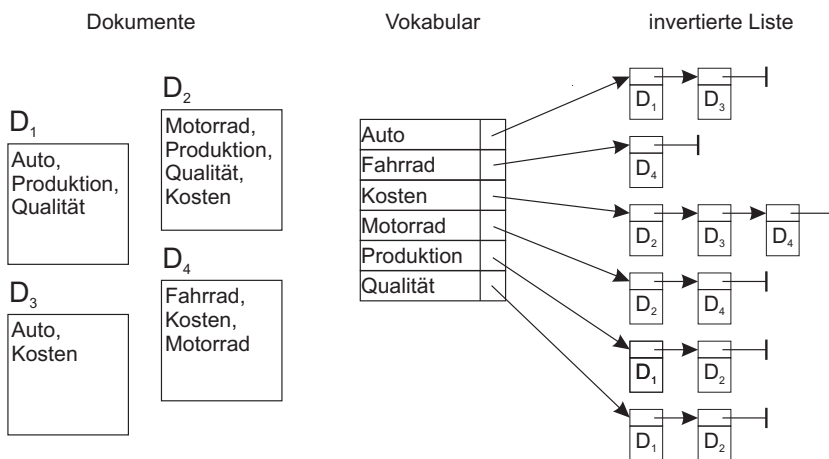 Dokumente
Vokabular
invertierte Liste
D1
Auto,
Produktion,
Qualität
D2
Motorrad,
Produktion,
Qualität,
Kosten
D3
Auto,
Kosten
D4
Fahrrad,
Kosten,
Motorrad
Auto
Fahrrad
Kosten
Motorrad
Produktion
Qualität
D1 D3
D4
D2 D3 D4
D2 D4
D1 D2
D1 D2